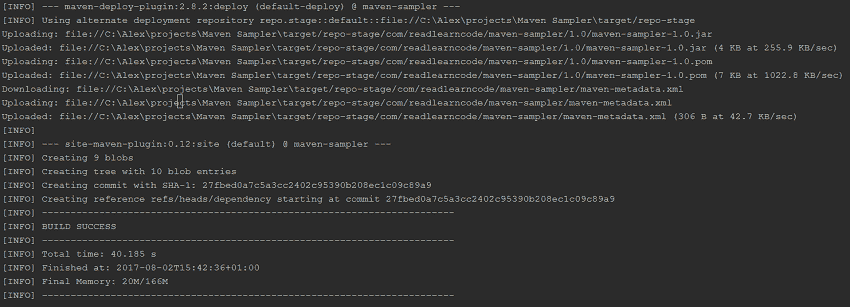 [INFO] --- maven-deploy-plugin:2.8.2:deploy (default-deploy) @ maven-sampler ---
[INFO] Using alternate deployment repository repo.stage::default::file://C:\Alex\projects\Maven Sampler\target/repo-stage
Uploading: file://C:\Alex\projects\Maven Sampler\target/repo-stage/com/readlearncode/maven-sampler/1.0/maven-sampler-1.0.jar
Uploaded: file://C:\Alex\projects\Maven Sampler\target/repo-stage/com/readlearncode/maven-sampler/1.0/maven-sampler-1.0.jar (4 KB at 255.9 KB/sec)
Uploading: file://C:\Alex\projects\Maven Sampler\target/repo-stage/com/readlearncode/maven-sampler/1.0/maven-sampler-1.0.pom
Uploaded: file://C:\Alex\projects\Maven Sampler\target/repo-stage/com/readlearncode/maven-sampler/1.0/maven-sampler-1.0.pom (7 KB at 1022.8 KB/sec)
Downloading: file://C:\Alex\projects\Maven Sampler\target/repo-stage/com/readlearncode/maven-sampler/maven-metadata.xml
Uploading: file://C:\Alex\projects\Maven Sampler\target/repo-stage/com/readlearncode/maven-sampler/maven-metadata.xml
Uploaded: file://C:\Alex\projects\Maven Sampler\target/repo-stage/com/readlearncode/maven-sampler/maven-metadata.xml (306 B at 42.7 KB/sec)
[INFO]
[INFO] --- site-maven-plugin:0.12:site (default) @ maven-sampler ---
[INFO] Creating 9 blobs
[INFO] Creating tree with 10 blob entries
[INFO] Creating commit with SHA-1: 27fbed0a7c5a3cc2402c95390b208ec1c09c89a9
[INFO] Creating reference refs/heads/dependency starting at commit 27fbed0a7c5a3cc2402c95390b208ec1c09c89a9
[INFO] ------------------------------------------------------------------------
[INFO] BUILD SUCCESS
[INFO] ------------------------------------------------------------------------
[INFO] Total time: 40.185 s
[INFO] Finished at: 2017-08-02T15:42:36+01:00
[INFO] Final Memory: 20M/166M
[INFO] ------------------------------------------------------------------------